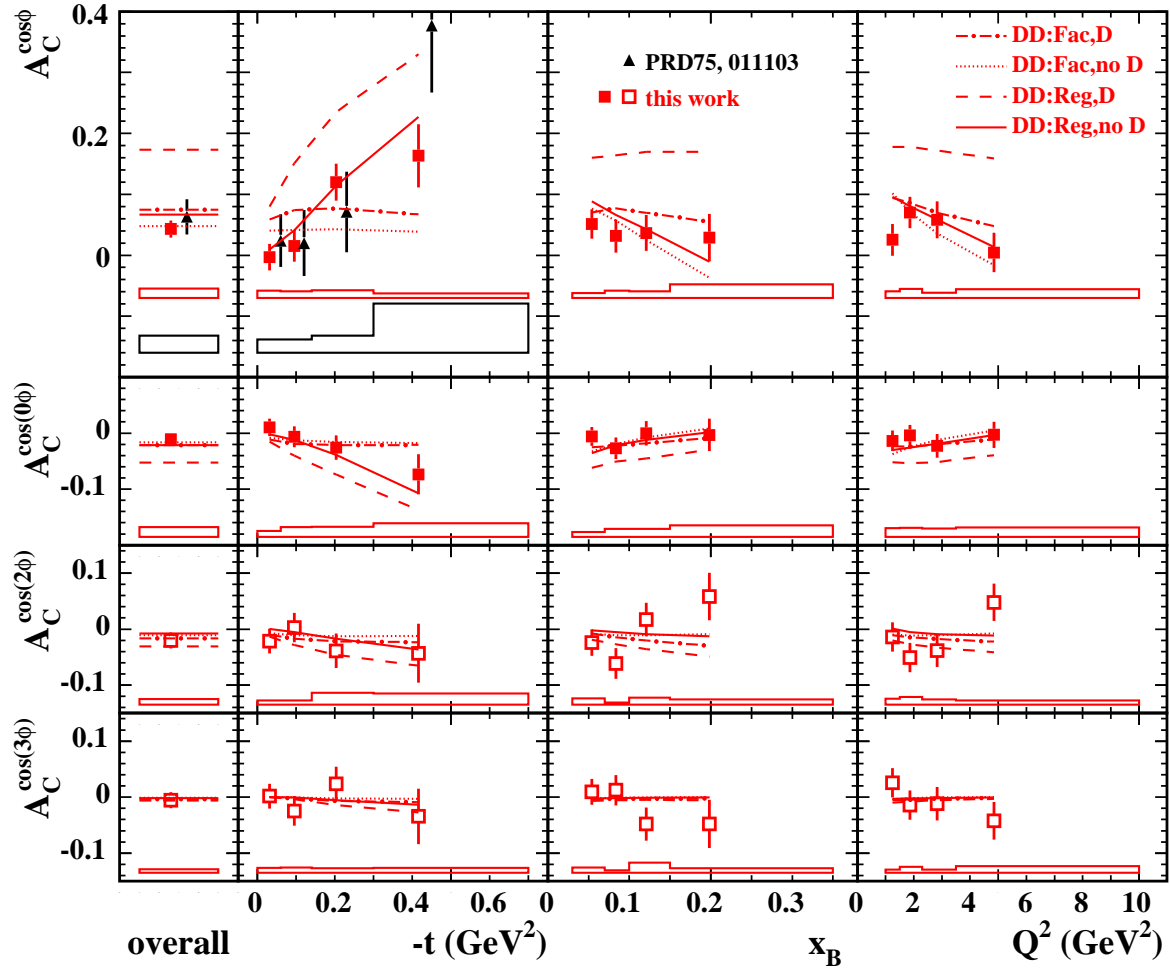 A_C^cosϕ
0.4
0.2
0
DD:Fac,D
DD:Fac,no D
DD:Reg,D
DD:Reg,no D
PRD75, 011103
this work
A_C^cos(0ϕ)
0
-0.1
A_C^cos(2ϕ)
0.1
0
-0.1
A_C^cos(3ϕ)
0.1
0
-0.1
0 0.2 0.4 0.6
0 0.1 0.2 0.3
2 4 6 8 10
overall
-t (GeV²)
x_B
Q² (GeV²)